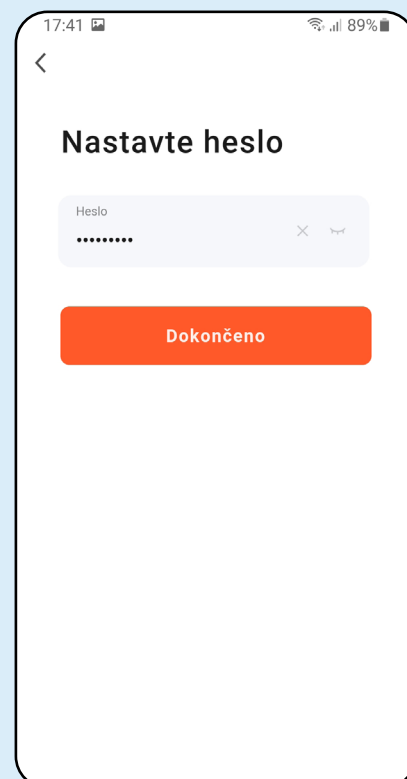 17:41 89%
Nastavte heslo
Heslo
•••••••••
Dokončeno